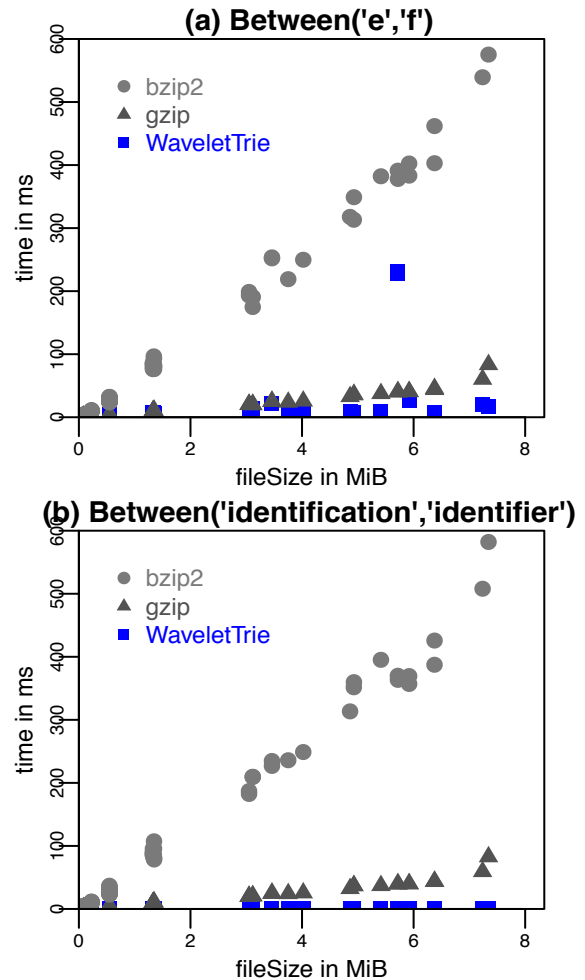 (a) Between('e','f')
600
500
400
300
200
100
0
time in ms
bzip2
gzip
WaveletTrie
0 2 4 6 8
fileSize in MiB
(b) Between('identification','identifier')
600
500
400
300
200
100
0
time in ms
bzip2
gzip
WaveletTrie
0 2 4 6 8
fileSize in MiB